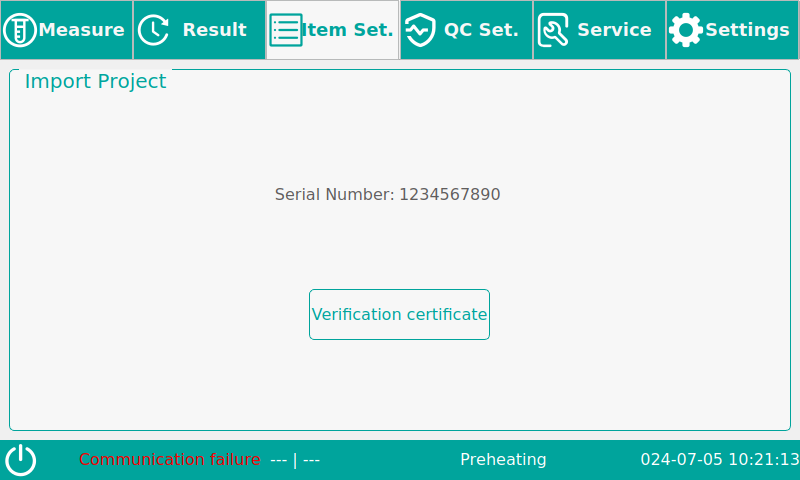 Measure Result Item Set. QC Set. Service Settings
Import Project
Serial Number: 1234567890
Verification certificate
Communication failure --- | --- Preheating 024-07-05 10:21:13